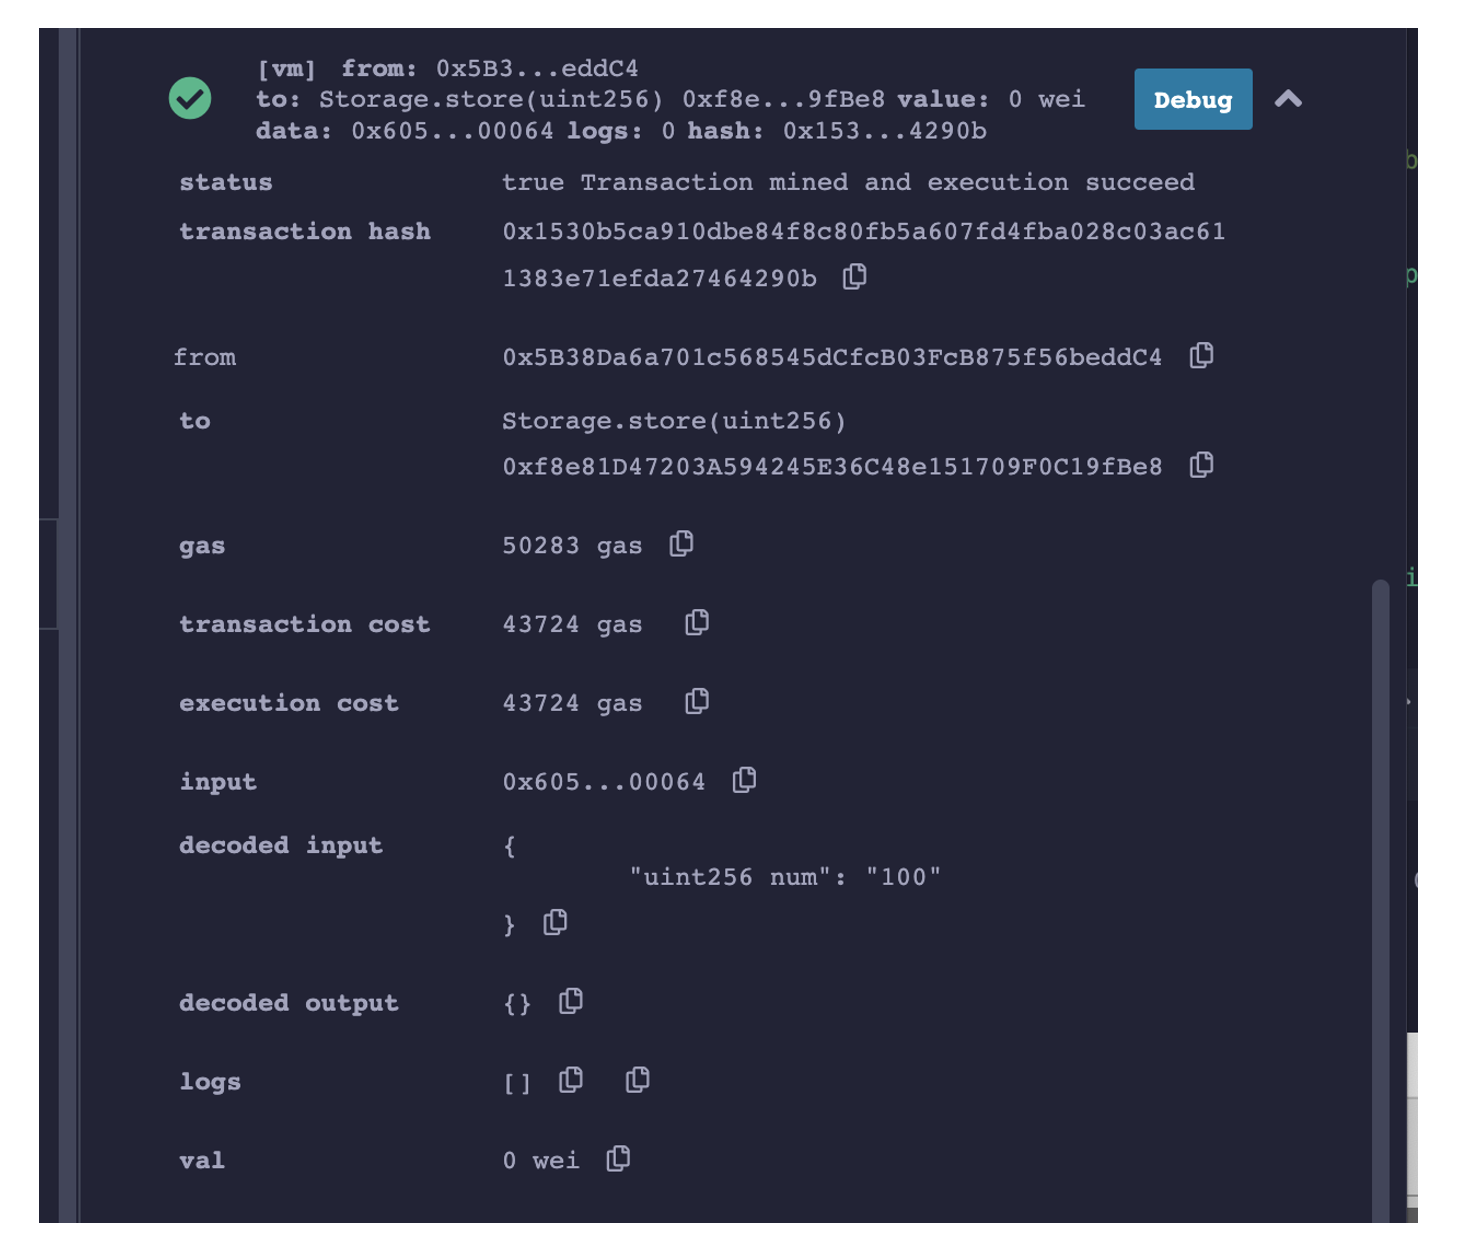 [vm] from: 0x5B3...eddC4
to: Storage.store(uint256) 0xf8e...9fBe8 value: 0 wei
data: 0x605...00064 logs: 0 hash: 0x153...4290b
Debug
status true Transaction mined and execution succeed
transaction hash 0x1530b5ca910dbe84f8c80fb5a607fd4fba028c03ac61
1383e71efda27464290b
from 0x5B38Da6a701c568545dCfcB03FcB875f56beddC4
to Storage.store(uint256)
0xf8e81D47203A594245E36C48e151709F0C19fBe8
gas 50283 gas
transaction cost 43724 gas
execution cost 43724 gas
input 0x605...00064
decoded input {
"uint256 num": "100"
}
decoded output {}
logs []
val 0 wei